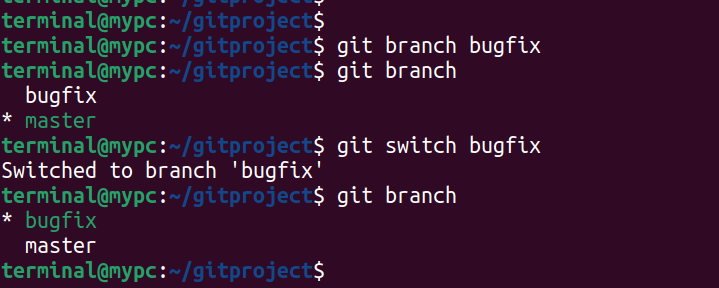 terminal@mypc:~/gitproject$
terminal@mypc:~/gitproject$ git branch bugfix
terminal@mypc:~/gitproject$ git branch
  bugfix
* master
terminal@mypc:~/gitproject$ git switch bugfix
Switched to branch 'bugfix'
terminal@mypc:~/gitproject$ git branch
* bugfix
  master
terminal@mypc:~/gitproject$